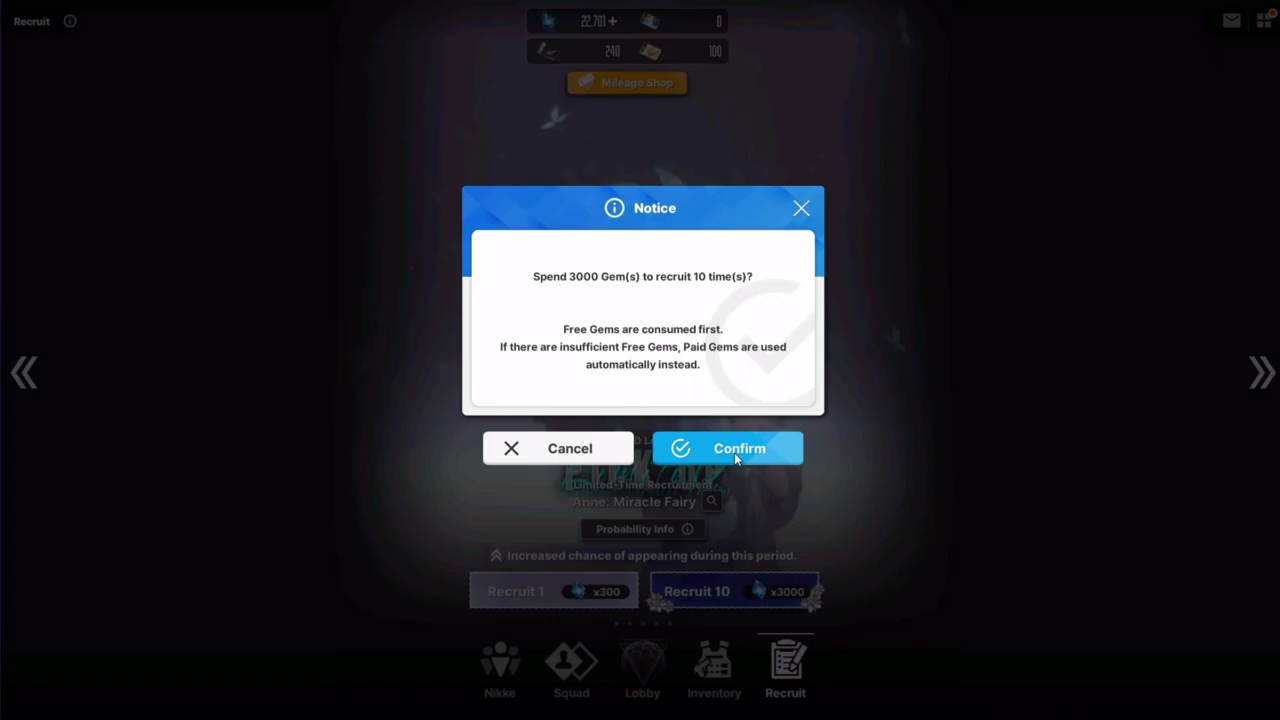 Recruit
22,701 +
0
240
100
Mileage Shop
Notice
Spend 3000 Gem(s) to recruit 10 time(s)?
Free Gems are consumed first.
If there are insufficient Free Gems, Paid Gems are used
automatically instead.
Cancel
Confirm
Limited-Time Recruitment
Anne: Miracle Fairy
Probability Info
Increased chance of appearing during this period.
Recruit 1 x300
Recruit 10 x3000
Nikke
Squad
Lobby
Inventory
Recruit